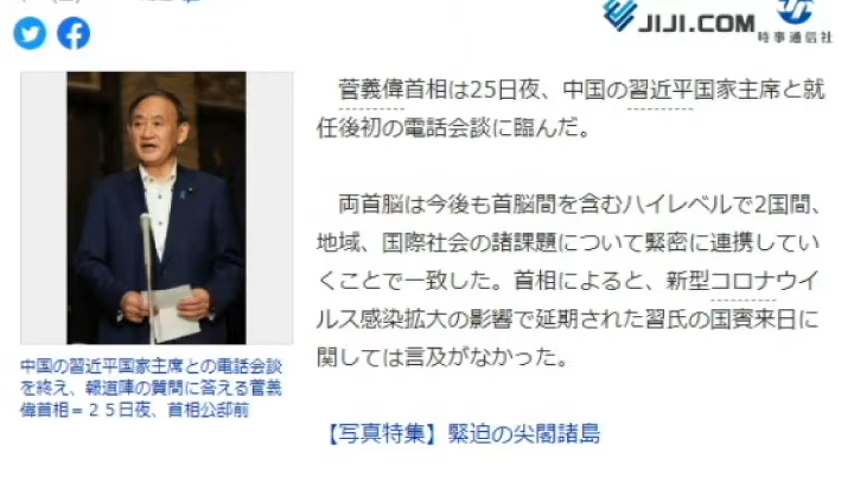 JIJI.COM
時事通信社
菅義偉首相は25日夜、中国の習近平国家主席と就
任後初の電話会談に臨んだ。
両首脳は今後も首脳間を含むハイレベルで2国間、
地域、国際社会の諸課題について緊密に連携してい
くことで一致した。首相によると、新型コロナウイ
ルス感染拡大の影響で延期された習氏の国賓来日に
関しては言及がなかった。
中国の習近平国家主席との電話会談
を終え、報道陣の質問に答える菅義
偉首相＝２５日夜、首相公邸前
【写真特集】緊迫の尖閣諸島